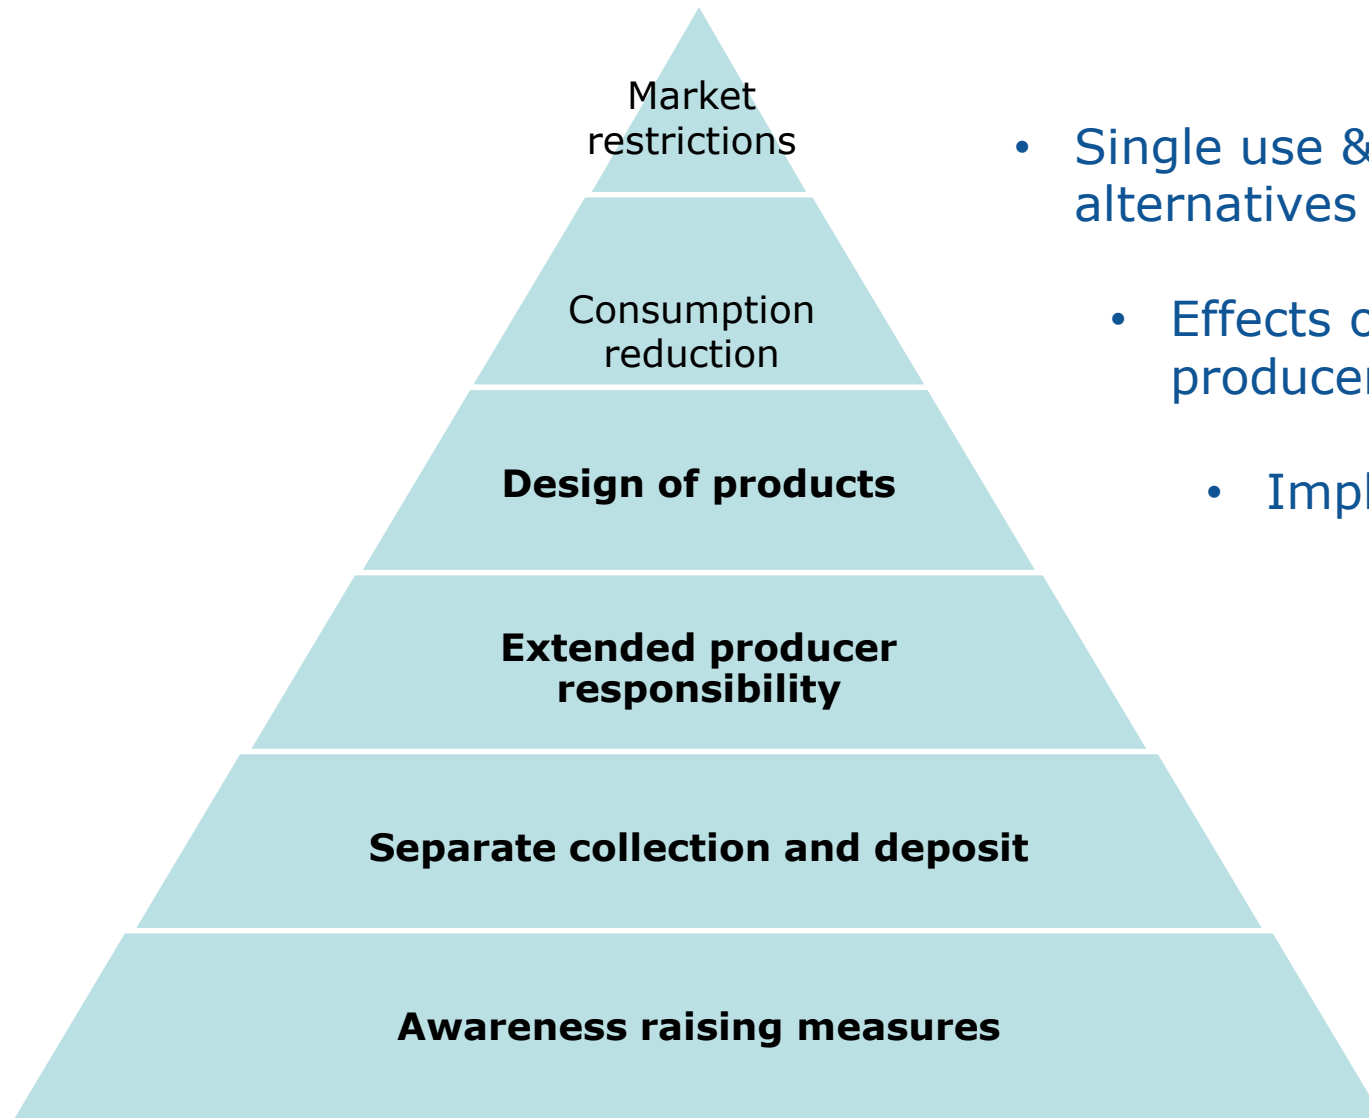 Market
restrictions
Consumption
reduction
Design of products
Extended producer
responsibility
Separate collection and deposit
Awareness raising measures
• Single use &
alternatives
• Effects
•